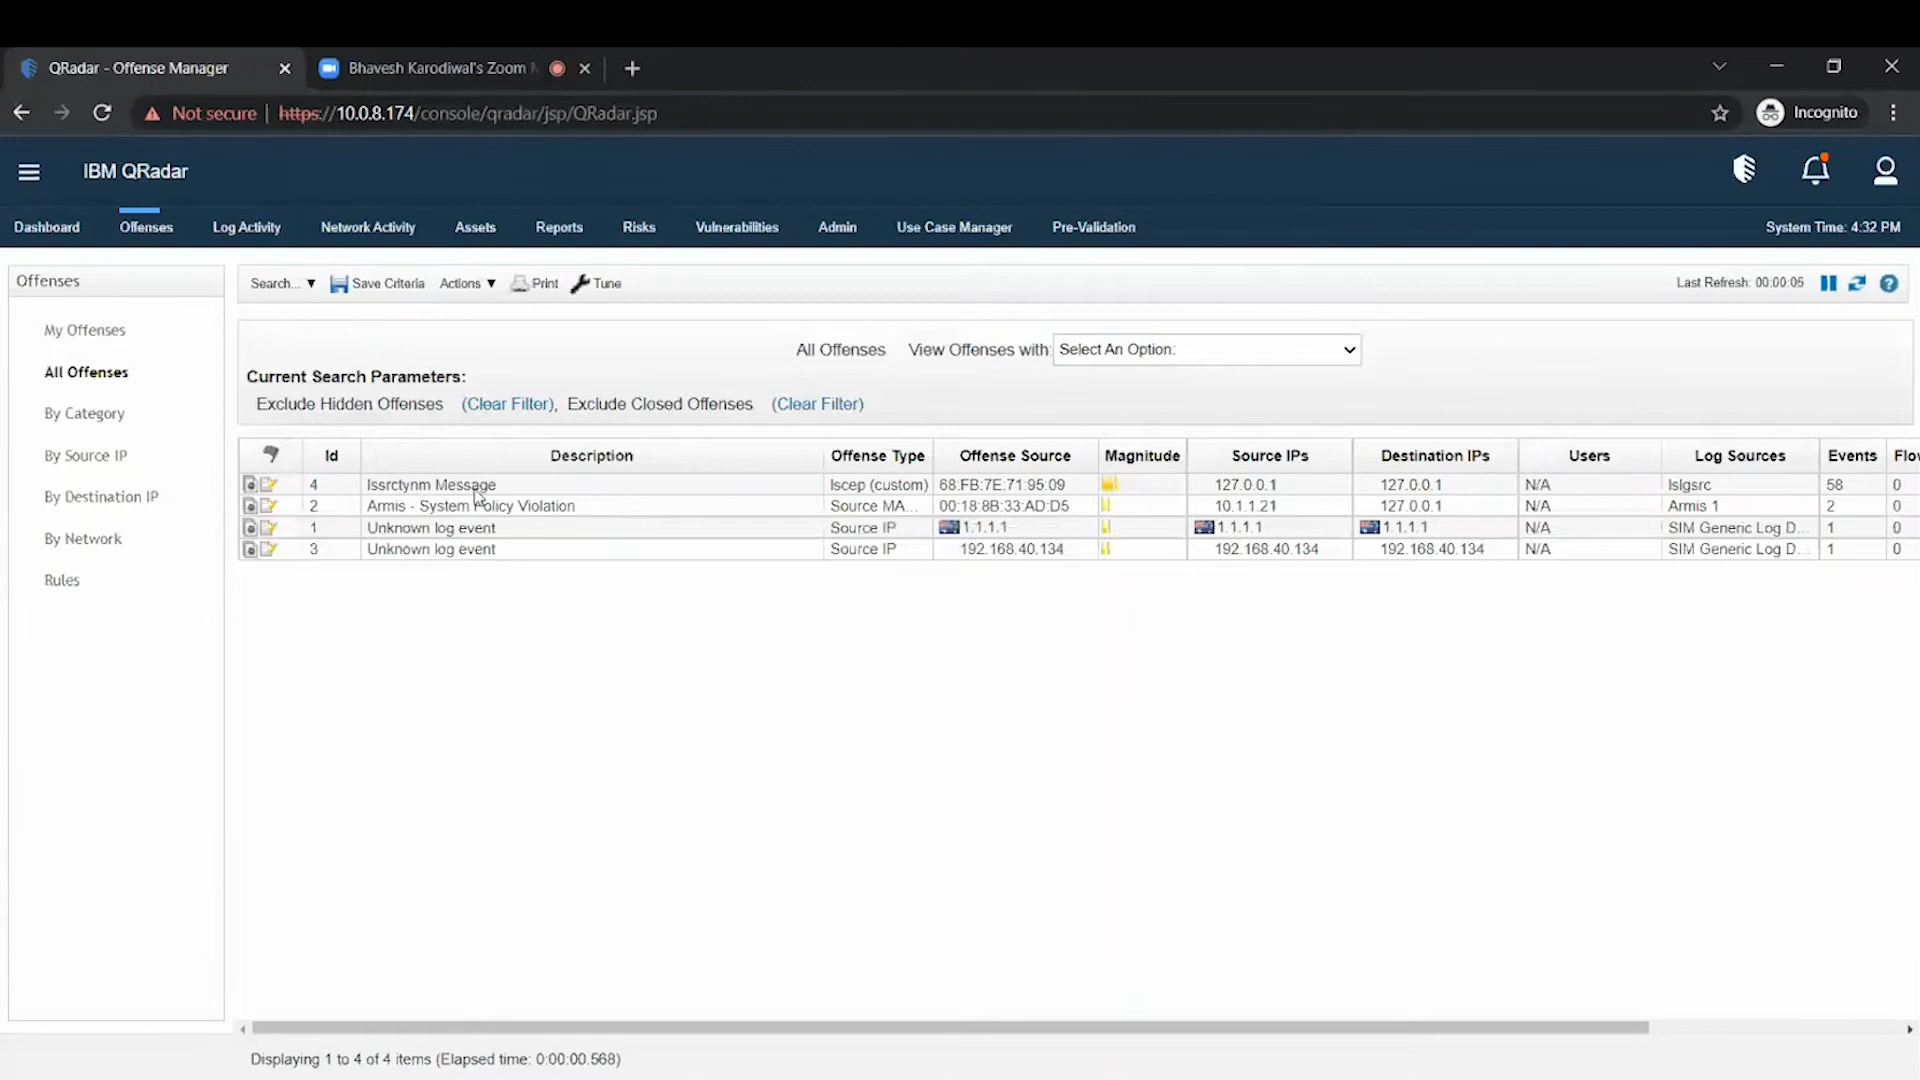 QRadar - Offense Manager
Bhavesh Karodiwal's Zoom
Not secure https://10.0.8.174/console/qradar/jsp/QRadar.jsp
Incognito
IBM QRadar
Dashboard Offenses Log Activity Network Activity Assets Reports Risks Vulnerabilities Admin Use Case Manager Pre-Validation System Time: 4:32 PM
Offenses
My Offenses
All Offenses
By Category
By Source IP
By Destination IP
By Network
Rules
Search... ▼ Save Criteria Actions ▼ Print Tune Last Refresh: 00:00:05
All Offenses View Offenses with: Select An Option:
Current Search Parameters:
Exclude Hidden Offenses (Clear Filter), Exclude Closed Offenses (Clear Filter)
Id Description Offense Type Offense Source Magnitude Source IPs Destination IPs Users Log Sources Events Flo
4 Issrctynm Message Iscep (custom) 68:FB:7E:71:95:09 127.0.0.1 127.0.0.1 N/A Islgsrc 58 0
2 Armis - System Policy Violation Source MA... 00:18:8B:33:AD:D5 10.1.1.21 127.0.0.1 N/A Armis 1 2 0
1 Unknown log event Source IP 1.1.1.1 1.1.1.1 1.1.1.1 N/A SIM Generic Log D... 1 0
3 Unknown log event Source IP 192.168.40.134 192.168.40.134 192.168.40.134 N/A SIM Generic Log D... 1 0
Displaying 1 to 4 of 4 items (Elapsed time: 0:00:00.568)